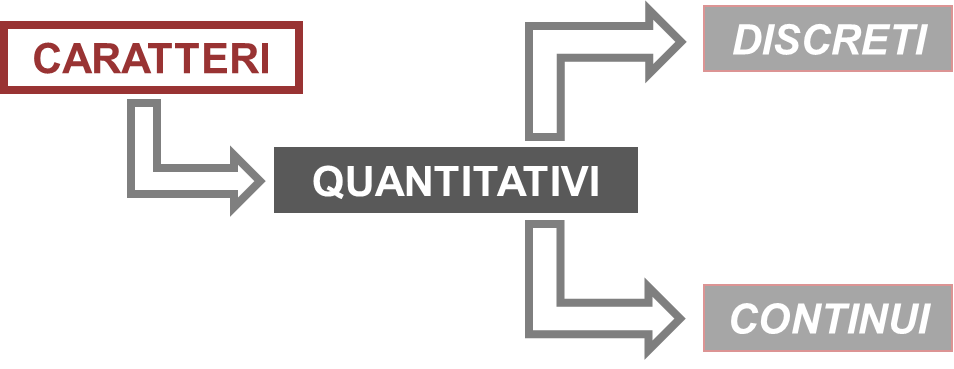 CARATTERI
QUANTITATIVI
DISCRETI
CONTINUI